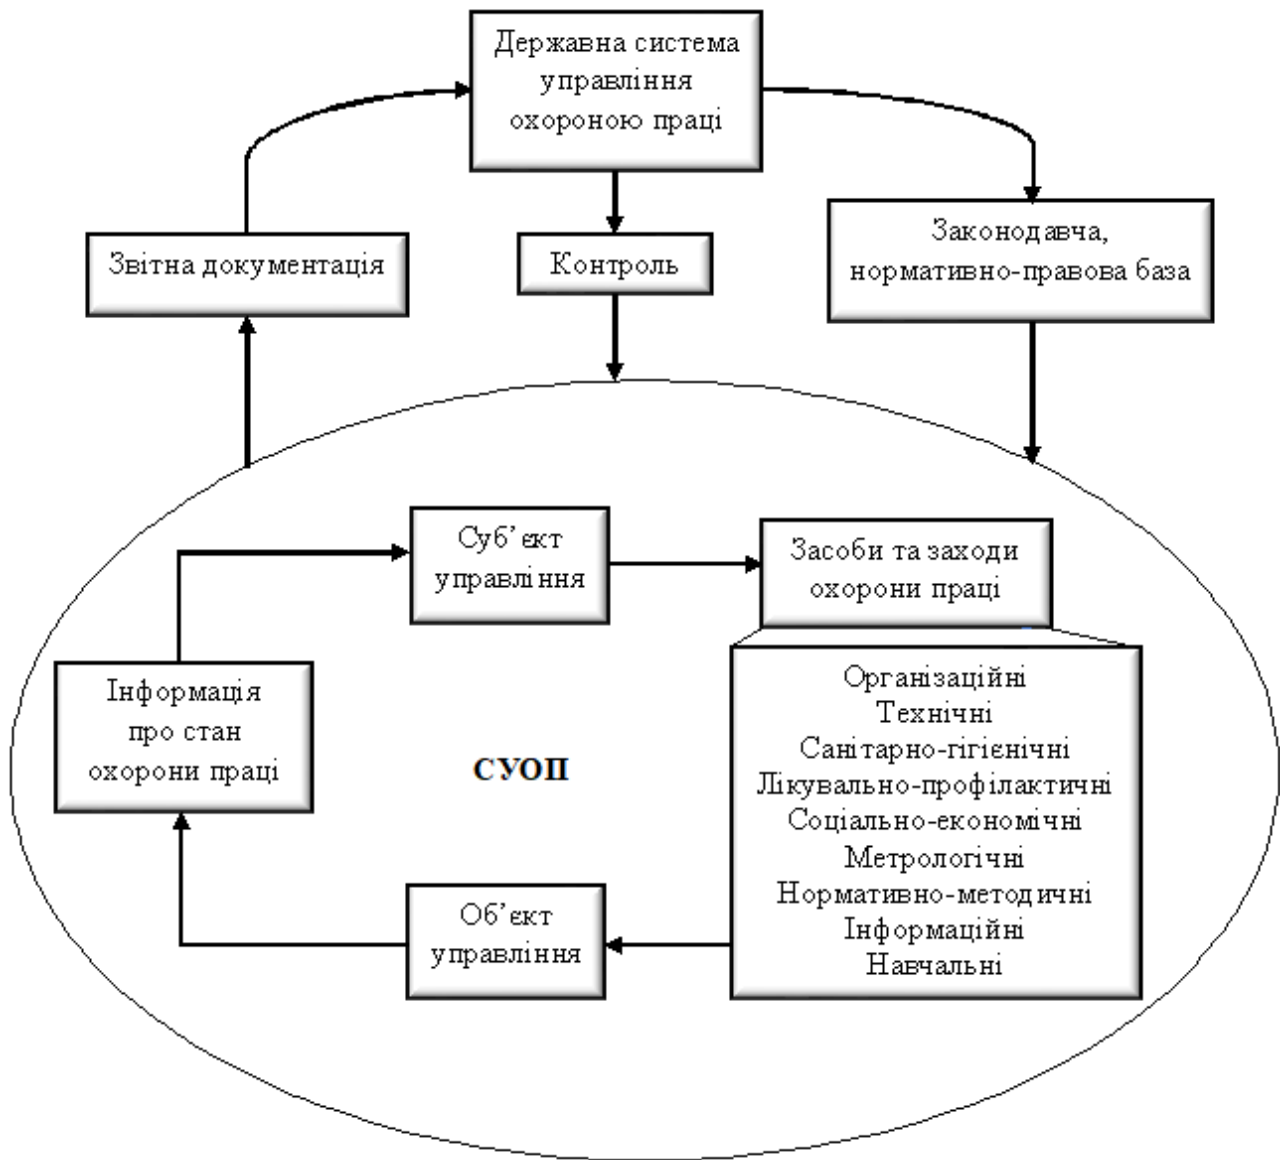 Державна система
управління
охороною праці
Звітна документація
Контроль
Законодавча,
нормативно-правова база
Суб’єкт
управління
Засоби та заходи
охорони праці
Інформація
про стан
охорони праці
СУОП
Організаційні
Технічні
Санітарно-гігієнічні
Лікувально-профілактичні
Соціально-економічні
Метрологічні
Нормативно-методичні
Інформаційні
Навчальні
Об’єкт
управління